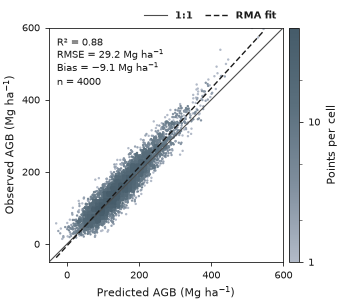 1:1 RMA fit
R² = 0.88
RMSE = 29.2 Mg ha⁻¹
Bias = −9.1 Mg ha⁻¹
n = 4000
600
400
200
0
Observed AGB (Mg ha⁻¹)
0 200 400 600
Predicted AGB (Mg ha⁻¹)
10
1
Points per cell